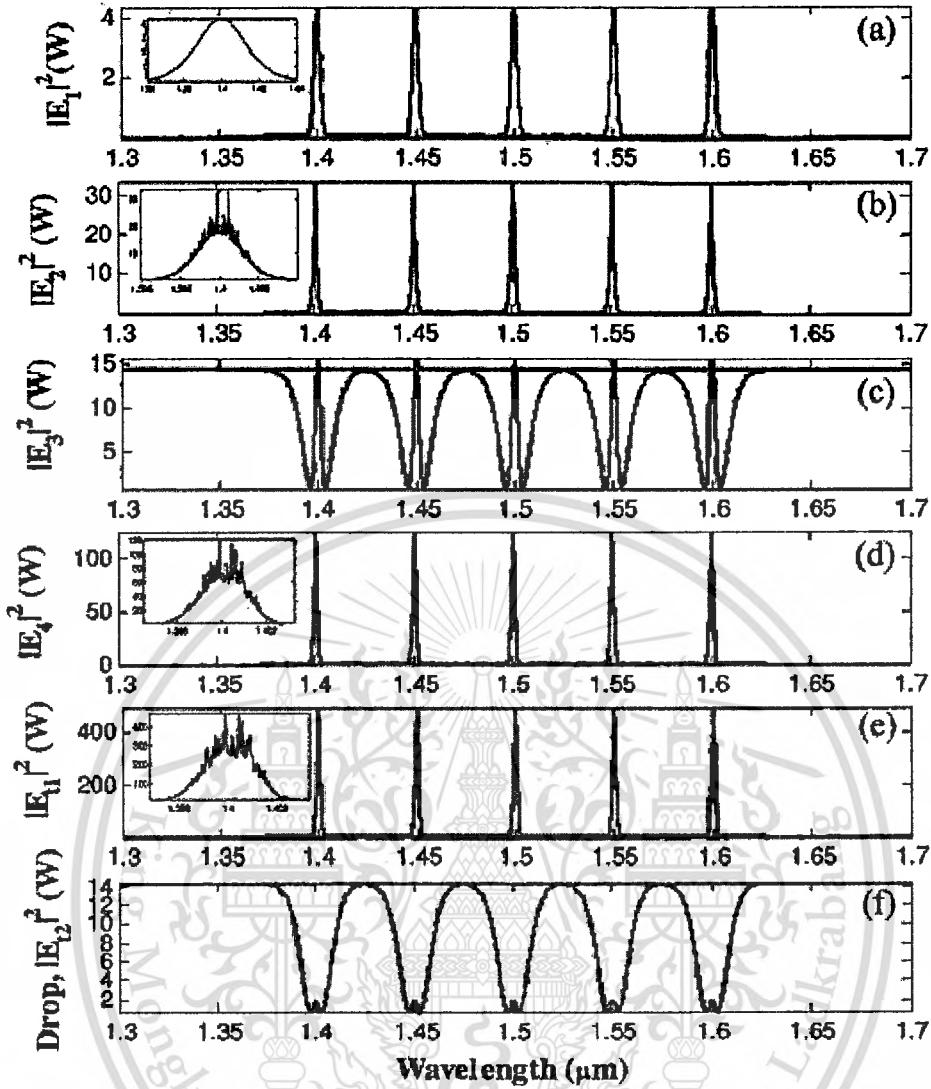 (a)
|E₁|² (W)
4
2
1.3 1.35 1.4 1.45 1.5 1.55 1.6 1.65 1.7
(b)
|E₂|² (W)
30
20
10
1.3 1.35 1.4 1.45 1.5 1.55 1.6 1.65 1.7
(c)
|E₃|² (W)
15
10
5
1.3 1.35 1.4 1.45 1.5 1.55 1.6 1.65 1.7
(d)
|E₄|² (W)
100
50
0
1.3 1.35 1.4 1.45 1.5 1.55 1.6 1.65 1.7
(e)
|Eₜ₁|² (W)
400
200
1.3 1.35 1.4 1.45 1.5 1.55 1.6 1.65 1.7
(f)
Drop, |Eₜ₂|² (W)
14
12
10
8
6
4
2
1.3 1.35 1.4 1.45 1.5 1.55 1.6 1.65 1.7
Wavelength (μm)
Ladkrabang